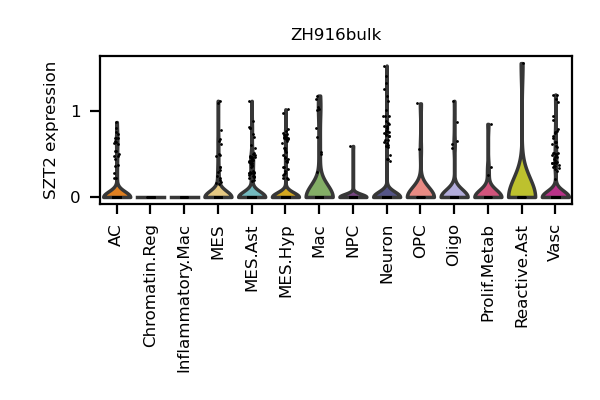 ZH916bulk
SZT2 expression
1
0
AC
Chromatin.Reg
Inflammatory.Mac
MES
MES.Ast
MES.Hyp
Mac
NPC
Neuron
OPC
Oligo
Prolif.Metab
Reactive.Ast
Vasc